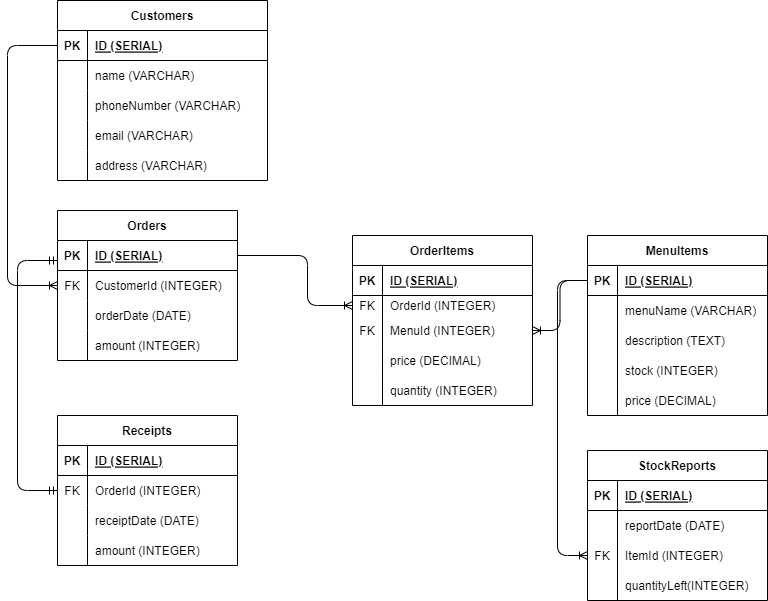 Customers
PK ID (SERIAL)
name (VARCHAR)
phoneNumber (VARCHAR)
email (VARCHAR)
address (VARCHAR)
Orders
PK ID (SERIAL)
FK CustomerId (INTEGER)
orderDate (DATE)
amount (INTEGER)
Receipts
PK ID (SERIAL)
FK OrderId (INTEGER)
receiptDate (DATE)
amount (INTEGER)
OrderItems
PK ID (SERIAL)
FK OrderId (INTEGER)
FK MenuId (INTEGER)
price (DECIMAL)
quantity (INTEGER)
MenuItems
PK ID (SERIAL)
menuName (VARCHAR)
description (TEXT)
stock (INTEGER)
price (DECIMAL)
StockReports
PK ID (SERIAL)
reportDate (DATE)
FK ItemId (INTEGER)
quantityLeft(INTEGER)